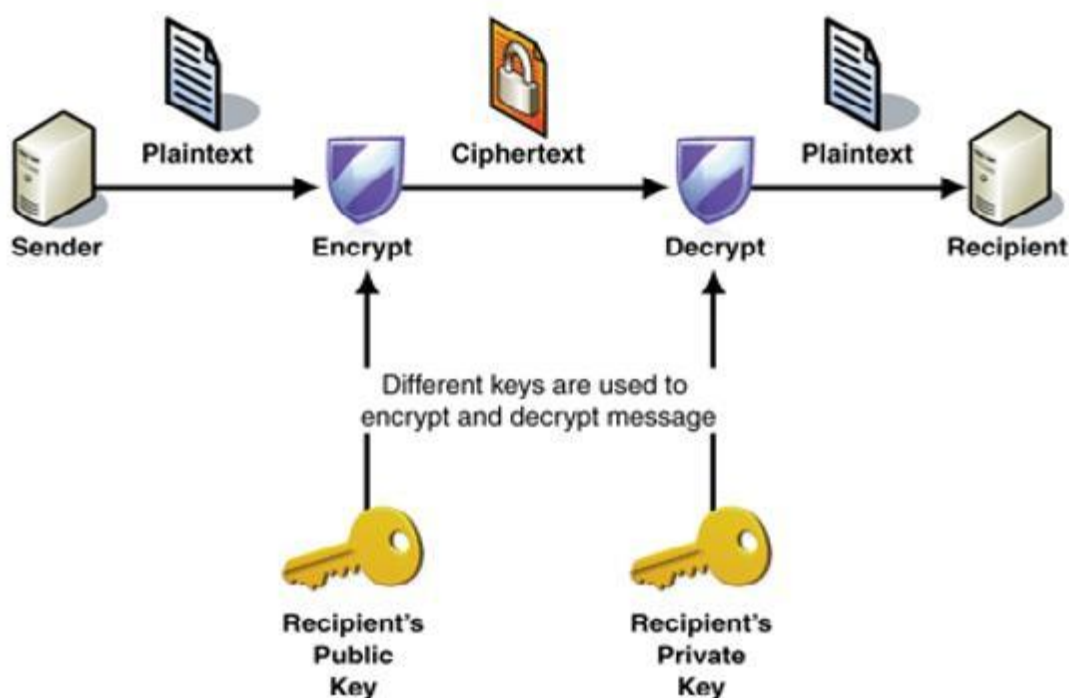 Plaintext
Ciphertext
Plaintext
Sender
Encrypt
Decrypt
Recipient
Different keys are used to
encrypt and decrypt message
Recipient's
Public
Key
Recipient's
Private
Key